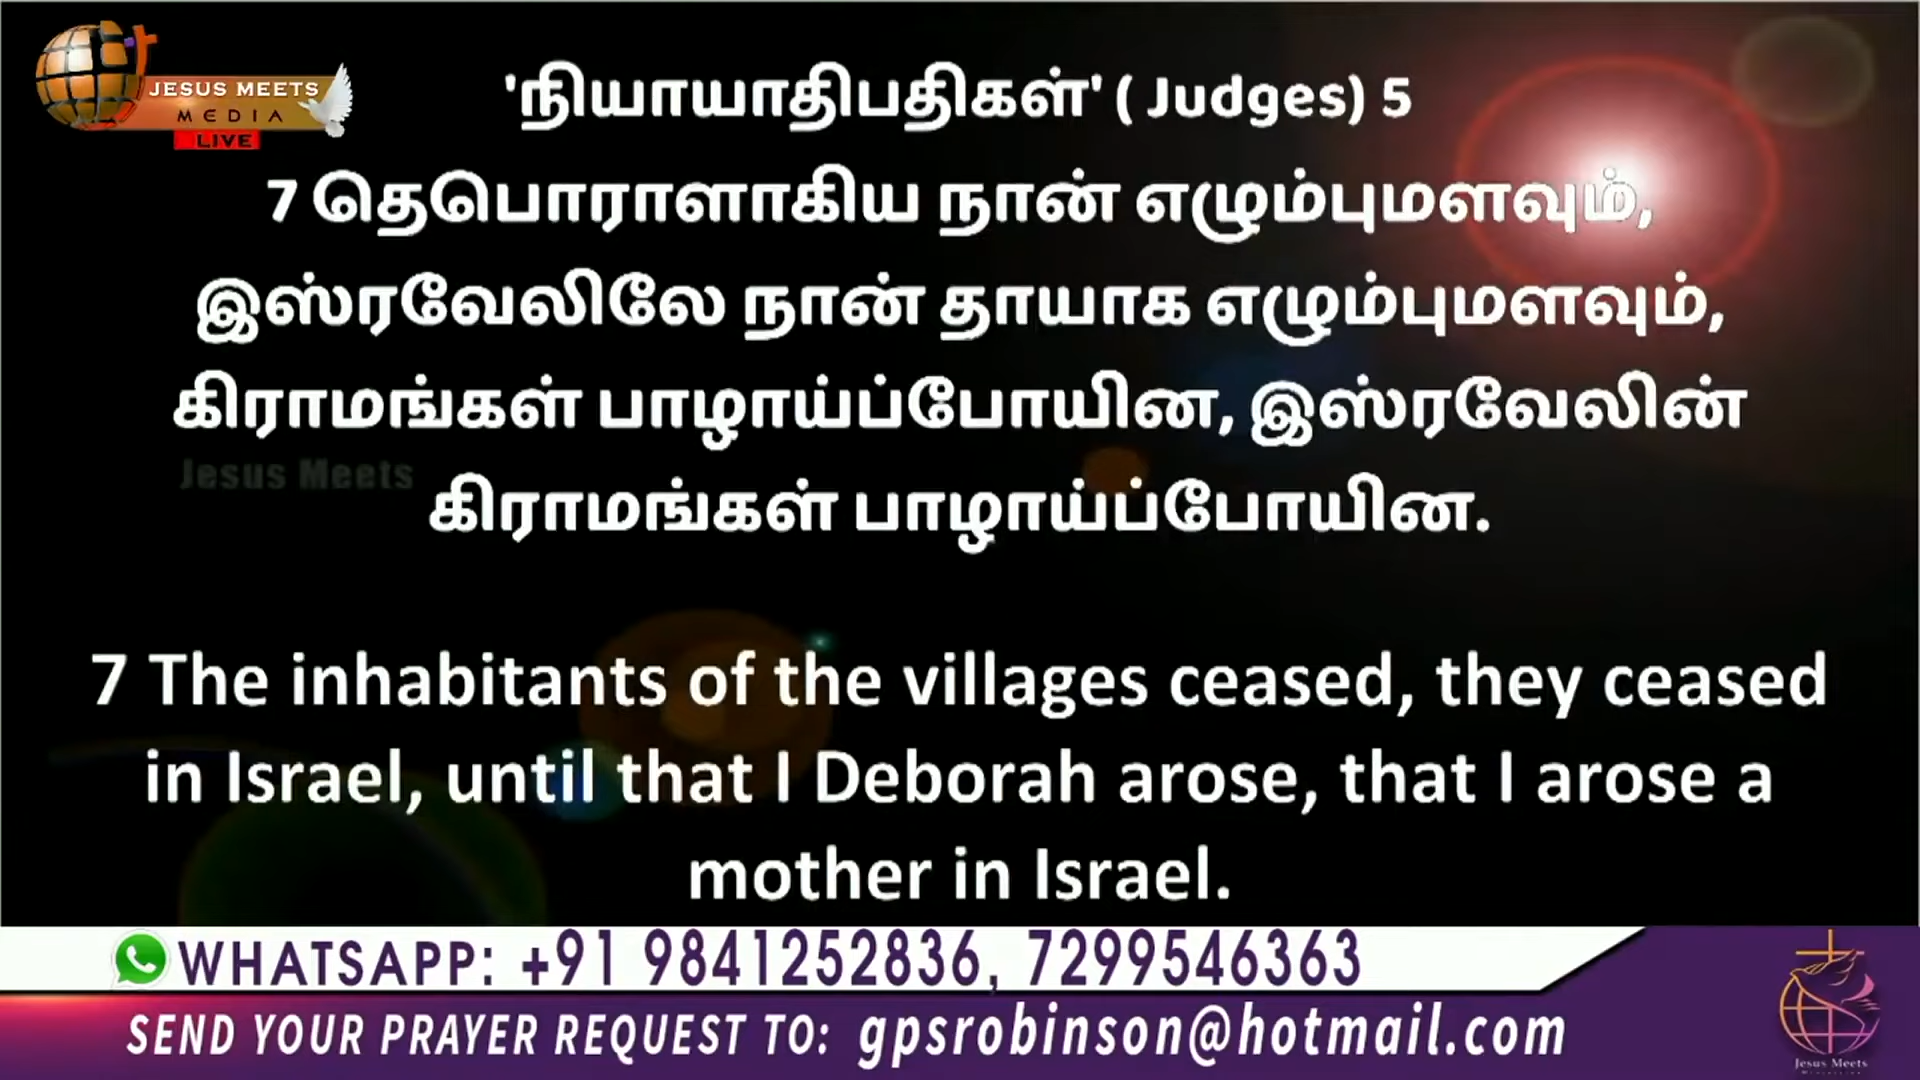 JESUS MEETS
MEDIA
LIVE
'நியாயாதிபதிகள்' ( Judges) 5
7 தெபொராளாகிய நான் எழும்புமளவும்,
இஸ்ரவேலிலே நான் தாயாக எழும்புமளவும்,
கிராமங்கள் பாழாய்ப்போயின, இஸ்ரவேலின்
Jesus Meets
கிராமங்கள் பாழாய்ப்போயின.
7 The inhabitants of the villages ceased, they ceased
in Israel, until that I Deborah arose, that I arose a
mother in Israel.
WHATSAPP: +91 9841252836, 7299546363
SEND YOUR PRAYER REQUEST TO: gpsrobinson@hotmail.com
Jesus Meets